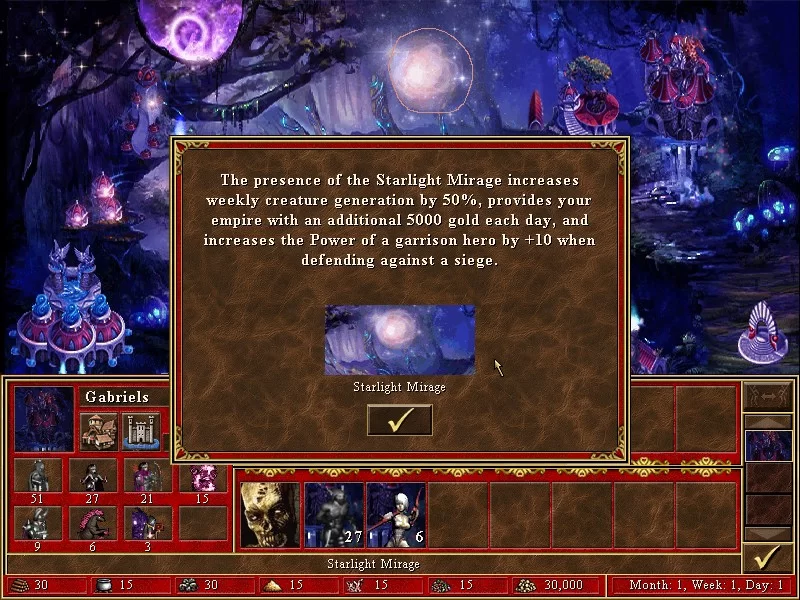 The presence of the Starlight Mirage increases
weekly creature generation by 50%, provides your
empire with an additional 5000 gold each day, and
increases the Power of a garrison hero by +10 when
defending against a siege.
Starlight Mirage
Gabriels
51 27 21 15
9 6 3
27 6
Starlight Mirage
30 15 30 15 15 15 30,000 Month: 1, Week: 1, Day: 1